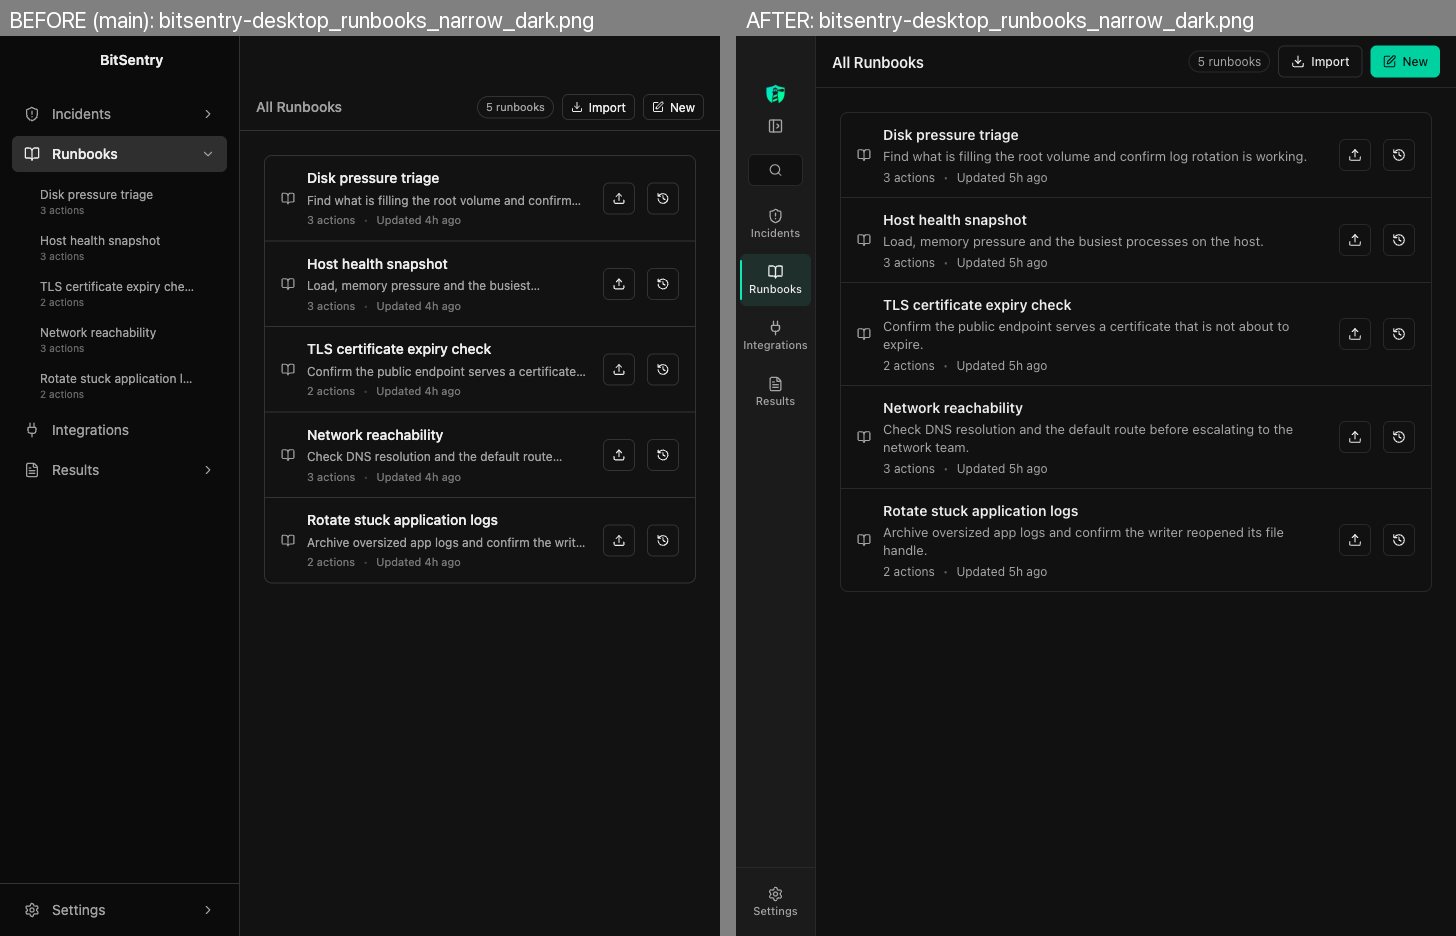 BEFORE (main): bitsentry-desktop_runbooks_narrow_dark.png
BitSentry
Incidents
Runbooks
Disk pressure triage
3 actions
Host health snapshot
3 actions
TLS certificate expiry che...
2 actions
Network reachability
3 actions
Rotate stuck application l...
2 actions
Integrations
Results
Settings
All Runbooks
5 runbooks
Import
New
Disk pressure triage
Find what is filling the root volume and confirm...
3 actions · Updated 4h ago
Host health snapshot
Load, memory pressure and the busiest...
3 actions · Updated 4h ago
TLS certificate expiry check
Confirm the public endpoint serves a certificate...
2 actions · Updated 4h ago
Network reachability
Check DNS resolution and the default route...
3 actions · Updated 4h ago
Rotate stuck application logs
Archive oversized app logs and confirm the writ...
2 actions · Updated 4h ago
AFTER: bitsentry-desktop_runbooks_narrow_dark.png
Incidents
Runbooks
Integrations
Results
Settings
All Runbooks
5 runbooks
Import
New
Disk pressure triage
Find what is filling the root volume and confirm log rotation is working.
3 actions · Updated 5h ago
Host health snapshot
Load, memory pressure and the busiest processes on the host.
3 actions · Updated 5h ago
TLS certificate expiry check
Confirm the public endpoint serves a certificate that is not about to
expire.
2 actions · Updated 5h ago
Network reachability
Check DNS resolution and the default route before escalating to the
network team.
3 actions · Updated 5h ago
Rotate stuck application logs
Archive oversized app logs and confirm the writer reopened its file
handle.
2 actions · Updated 5h ago